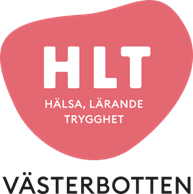 HLT
HÄLSA, LÄRANDE
TRYGGHET
VÄSTERBOTTEN